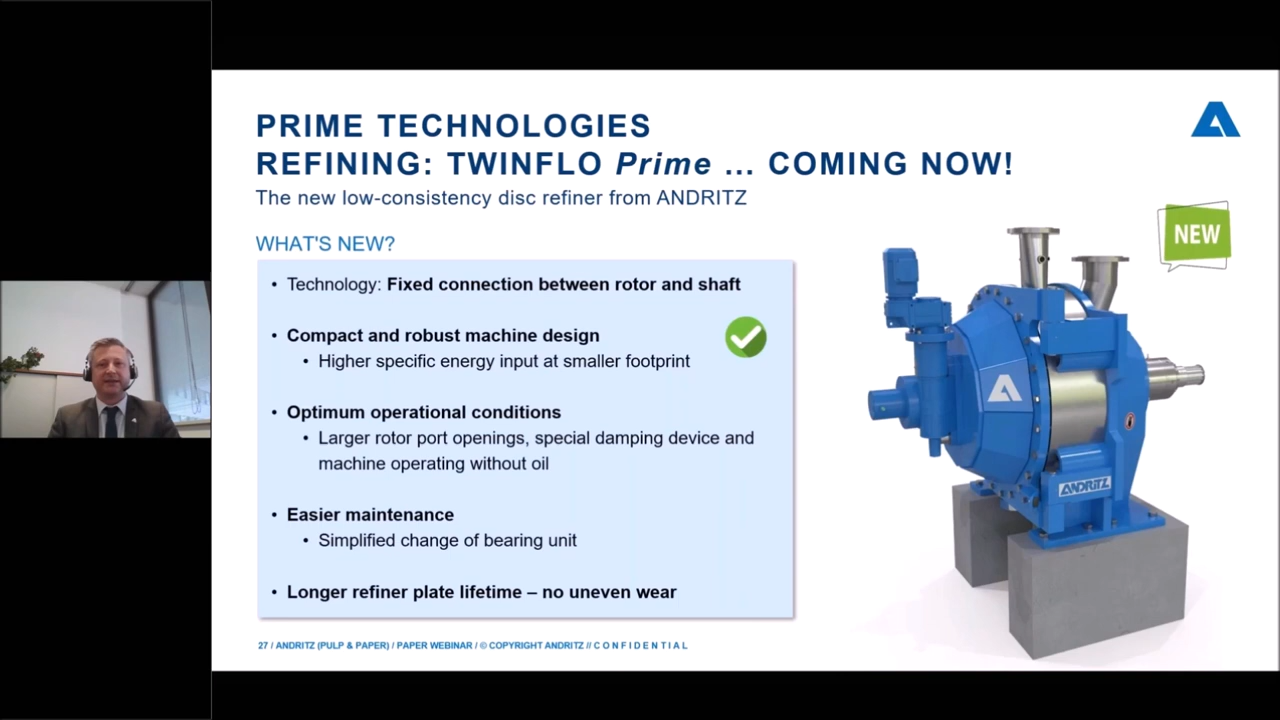 PRIME TECHNOLOGIES
REFINING: TWINFLO Prime ... COMING NOW!
The new low-consistency disc refiner from ANDRITZ
WHAT'S NEW?
NEW
• Technology: Fixed connection between rotor and shaft
• Compact and robust machine design
• Higher specific energy input at smaller footprint
• Optimum operational conditions
• Larger rotor port openings, special damping device and
machine operating without oil
• Easier maintenance
• Simplified change of bearing unit
• Longer refiner plate lifetime – no uneven wear
ANDRITZ
27 / ANDRITZ (PULP & PAPER) / PAPER WEBINAR / © COPYRIGHT ANDRITZ // C O N F I D E N T I A L